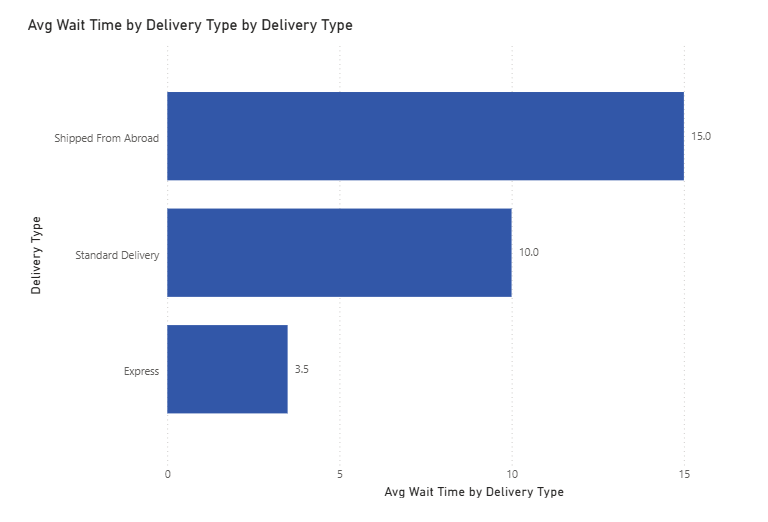 Avg Wait Time by Delivery Type by Delivery Type
Delivery Type
Shipped From Abroad
15.0
Standard Delivery
10.0
Express
3.5
0 5 10 15
Avg Wait Time by Delivery Type